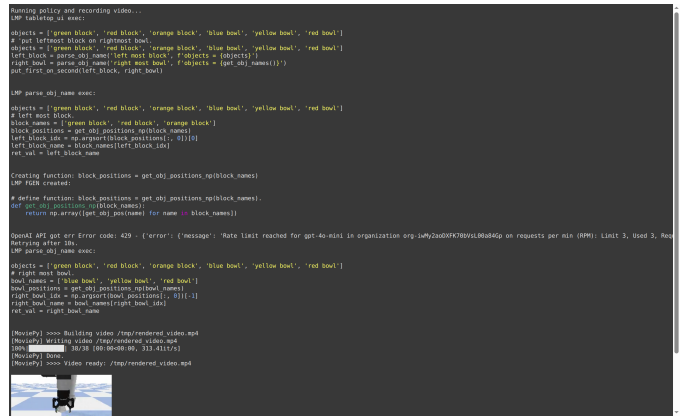 Running policy and recording video...
LMP tabletop_ui exec:
objects = ['green block', 'red block', 'orange block', 'blue bowl', 'yellow bowl', 'red bowl']
# 'put leftmost block on rightmost bowl.
objects = ['green block', 'red block', 'orange block', 'blue bowl', 'yellow bowl', 'red bowl']
left_block = parse_obj_name('left most block', f'objects = {objects}')
right_bowl = parse_obj_name('right most bowl', f'objects = {get_obj_names()}')
put_first_on_second(left_block, right_bowl)
LMP parse_obj_name exec:
objects = ['green block', 'red block', 'orange block', 'blue bowl', 'yellow bowl', 'red bowl']
# left most block.
block_names = ['green block', 'red block', 'orange block']
block_positions = get_obj_positions_np(block_names)
left_block_idx = np.argsort(block_positions[:, 0])[0]
left_block_name = block_names[left_block_idx]
ret_val = left_block_name
Creating function: block_positions = get_obj_positions_np(block_names)
LMP FGEN created:
# define function: block_positions = get_obj_positions_np(block_names).
def get_obj_positions_np(block_names):
return np.array([get_obj_pos(name) for name in block_names])
OpenAI API got err Error code: 429 - {'error': {'message': 'Rate limit reached for gpt-4o-mini in organization on requests per min (RPM): Limit 3, Used 3, Req
Retrying after 10s.
LMP parse_obj_name exec:
objects = ['green block', 'red block', 'orange block', 'blue bowl', 'yellow bowl', 'red bowl']
# right most bowl.
bowl_names = ['blue bowl', 'yellow bowl', 'red bowl']
bowl_positions = get_obj_positions_np(bowl_names)
right_bowl_idx = np.argsort(bowl_positions[:, 0])[-1]
right_bowl_name = bowl_names[right_bowl_idx]
ret_val = right_bowl_name
[MoviePy] >>>> Building video /tmp/rendered_video.mp4
[MoviePy] Writing video /tmp/rendered_video.mp4
100%| | 38/38 [00:00<00:00, 313.41it/s]
[MoviePy] Done.
[MoviePy] >>>> Video ready: /tmp/rendered_video.mp4